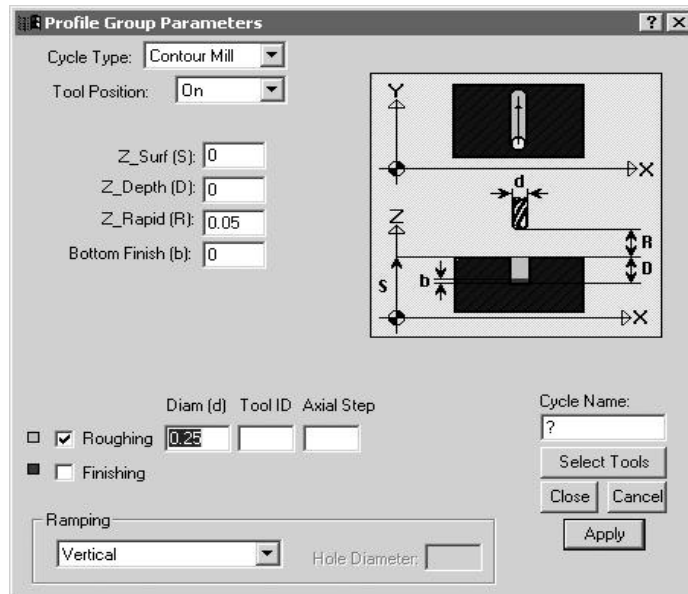 Profile Group Parameters ? X
Cycle Type: Contour Mill
Tool Position: On
Z_Surf (S): 0
Z_Depth (D): 0
Z_Rapid (R): 0.05
Bottom Finish (b): 0
Y
X
d
Z
R
D
b
S
X
Diam (d) Tool ID Axial Step
Roughing 0.25
Finishing
Cycle Name:
?
Select Tools
Close Cancel
Apply
Ramping
Vertical
Hole Diameter: